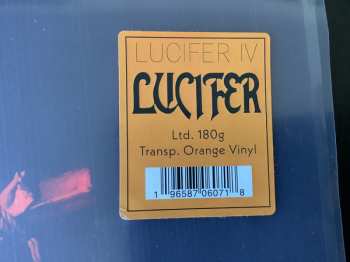 LUCIFER IV
LUCIFER
Ltd. 180g
Transp. Orange Vinyl
1 96587 06071 8